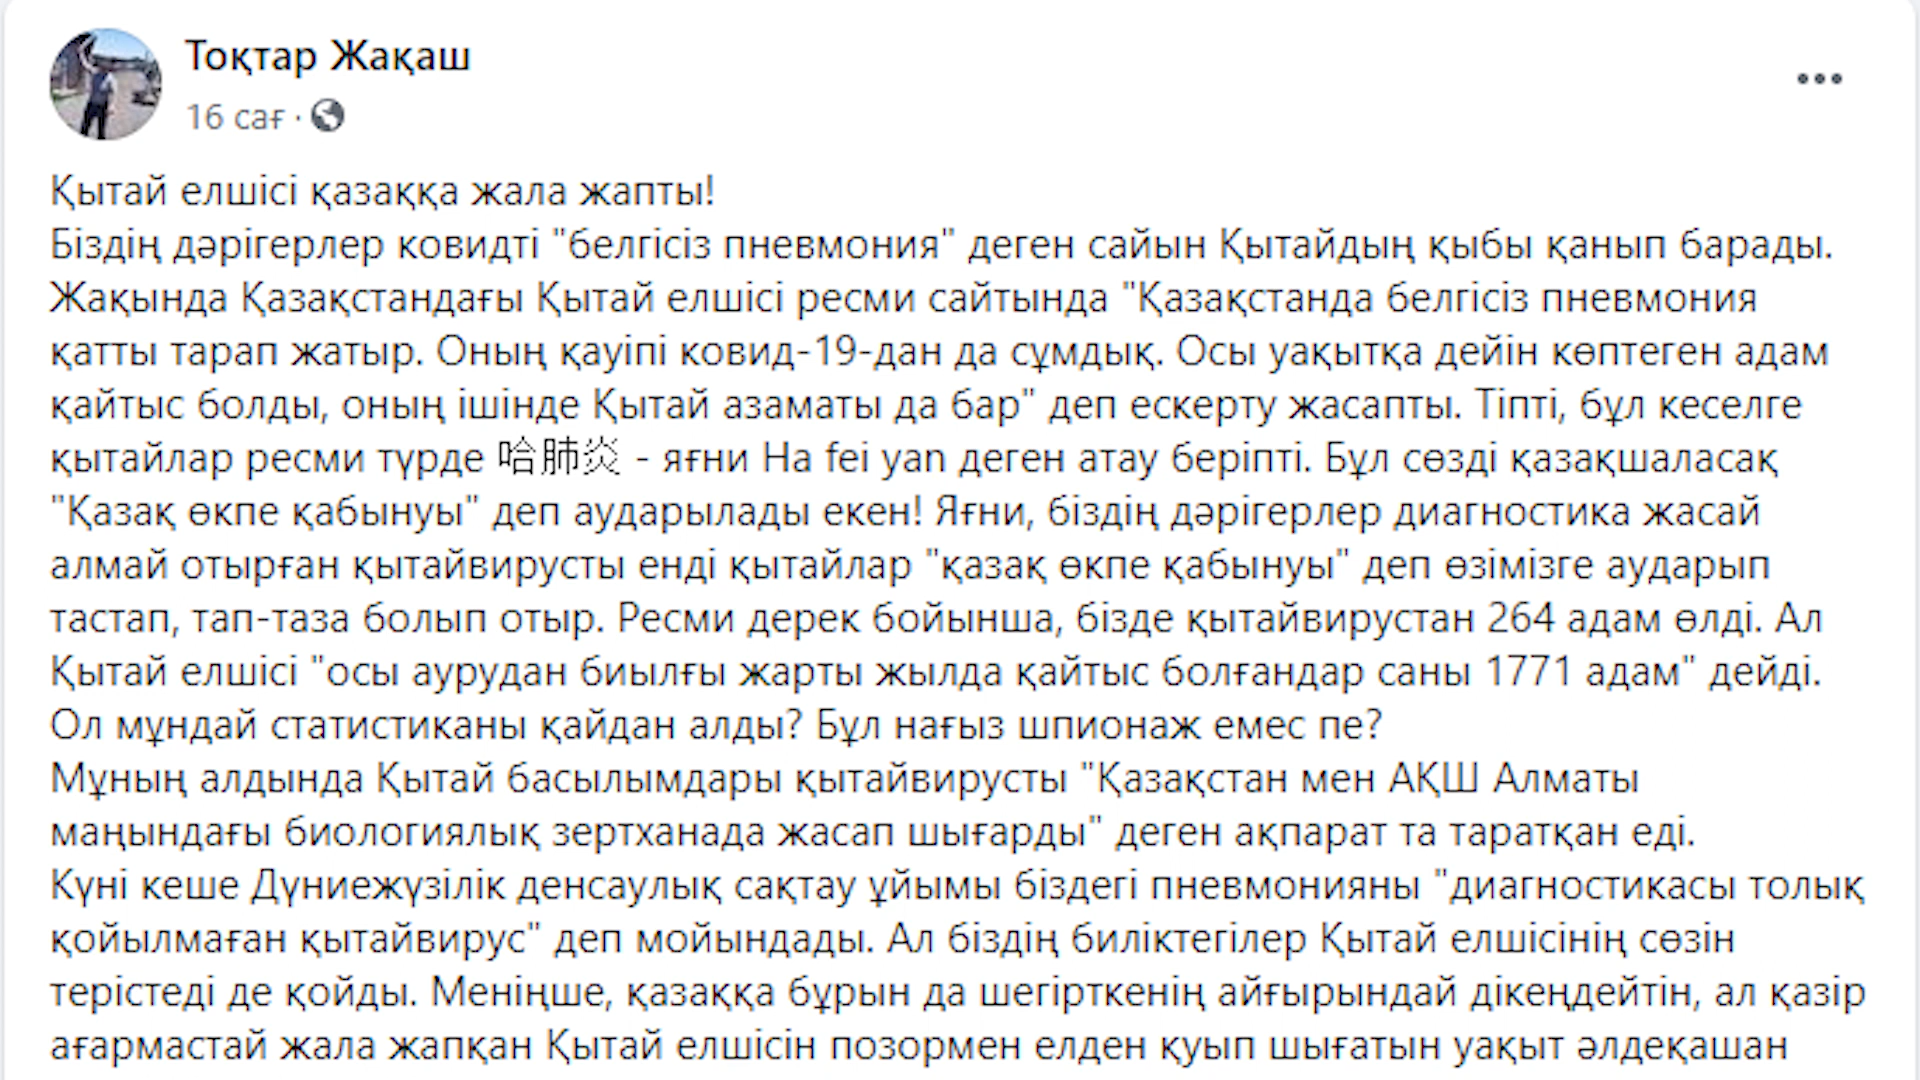 Тоқтар Жақаш
16 сағ ·
Қытай елшісі қазаққа жала жапты!
Біздің дәрігерлер ковидті "белгісіз пневмония" деген сайын Қытайдың қыбы қанып барады.
Жақында Қазақстандағы Қытай елшісі ресми сайтында "Қазақстанда белгісіз пневмония
қатты тарап жатыр. Оның қауіпі ковид-19-дан да сұмдық. Осы уақытқа дейін көптеген адам
қайтыс болды, оның ішінде Қытай азаматы да бар" деп ескерту жасапты. Тіпті, бұл кеселге
қытайлар ресми түрде 哈肺炎 - яғни Ha fei yan деген атау беріпті. Бұл сөзді қазақшаласақ
"Қазақ өкпе қабынуы" деп аударылады екен! Яғни, біздің дәрігерлер диагностика жасай
алмай отырған қытайвирусты енді қытайлар "қазақ өкпе қабынуы" деп өзімізге аударып
тастап, тап-таза болып отыр. Ресми дерек бойынша, бізде қытайвирустан 264 адам өлді. Ал
Қытай елшісі "осы аурудан биылғы жарты жылда қайтыс болғандар саны 1771 адам" дейді.
Ол мұндай статистиканы қайдан алды? Бұл нағыз шпионаж емес пе?
Мұның алдында Қытай басылымдары қытайвирусты "Қазақстан мен АҚШ Алматы
маңындағы биологиялық зертханада жасап шығарды" деген ақпарат та таратқан еді.
Күні кеше Дүниежүзілік денсаулық сақтау ұйымы біздегі пневмонияны "диагностикасы толық
қойылмаған қытайвирус" деп мойындады. Ал біздің биліктегілер Қытай елшісінің сөзін
терістеді де қойды. Меніңше, қазаққа бұрын да шегірткенің айғырындай дікеңдейтін, ал қазір
ағармастай жала жапқан Қытай елшісін позормен елден қуып шығатын уақыт әлдеқашан